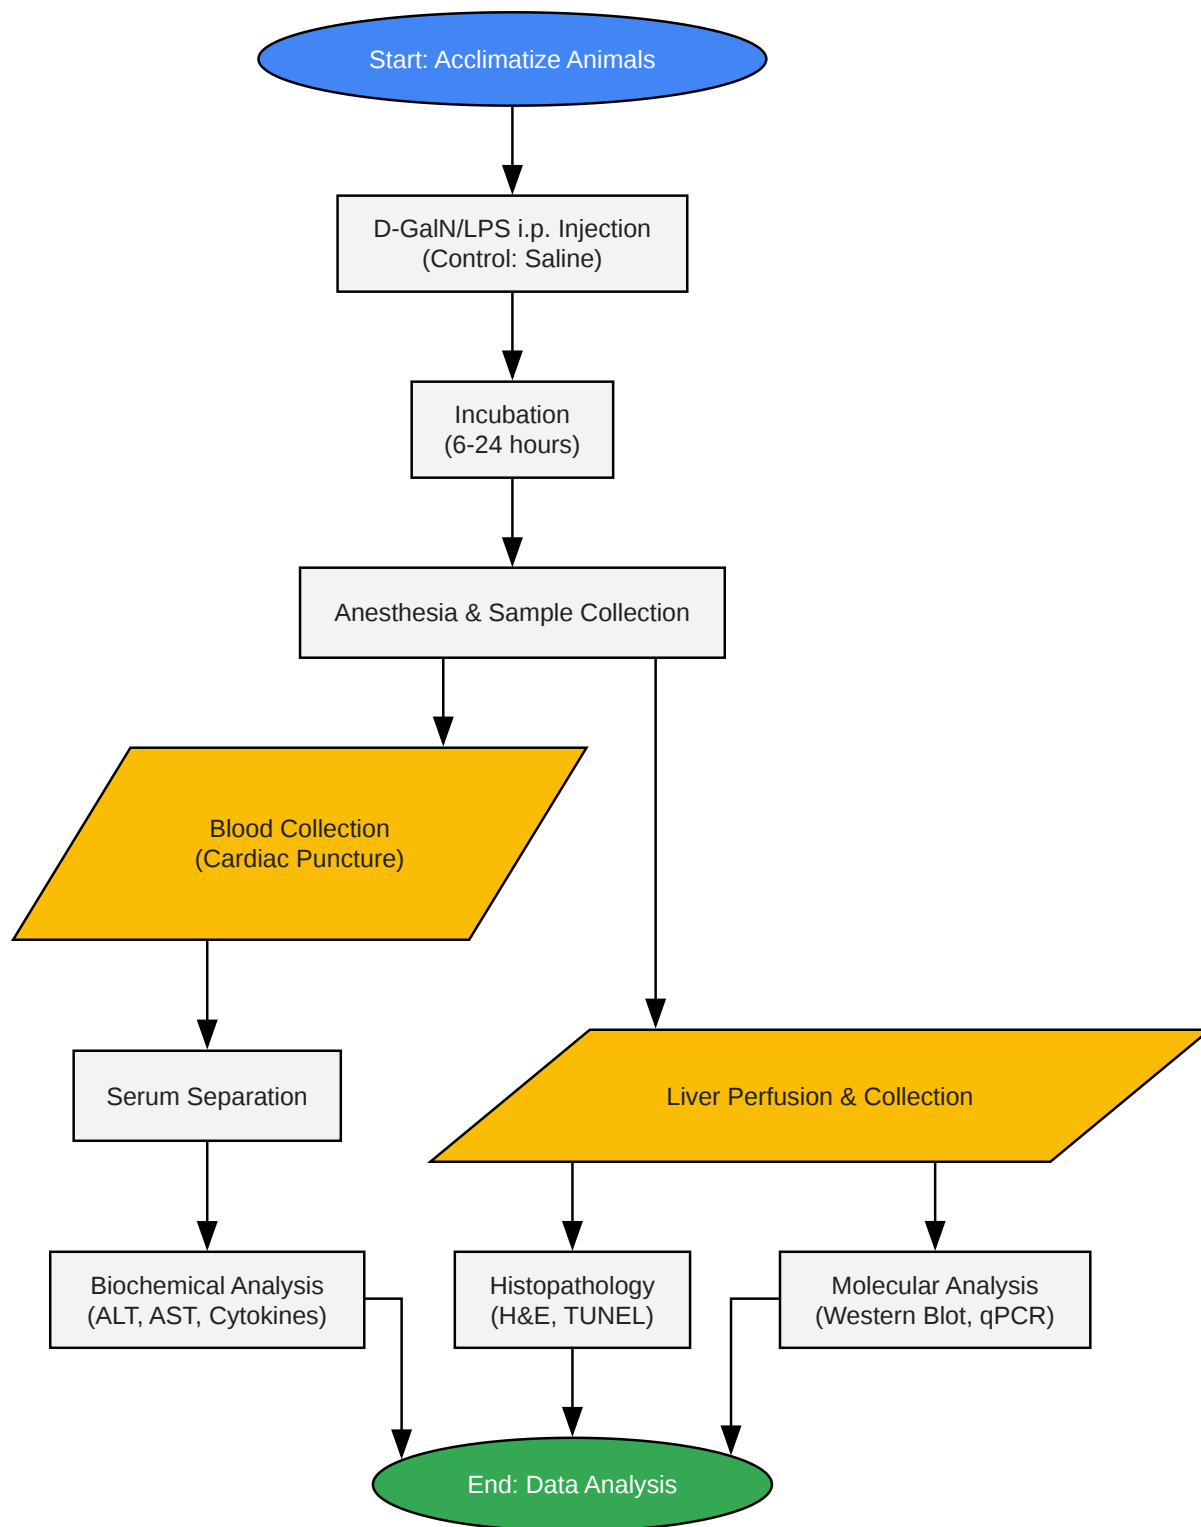 Start: Acclimatize Animals
D-GalN/LPS i.p. Injection
(Control: Saline)
Incubation
(6-24 hours)
Anesthesia & Sample Collection
Blood Collection
(Cardiac Puncture)
Serum Separation
Liver Perfusion & Collection
Biochemical Analysis
(ALT, AST, Cytokines)
Histopathology
(H&E, TUNEL)
Molecular Analysis
(Western Blot, qPCR)
End: Data Analysis